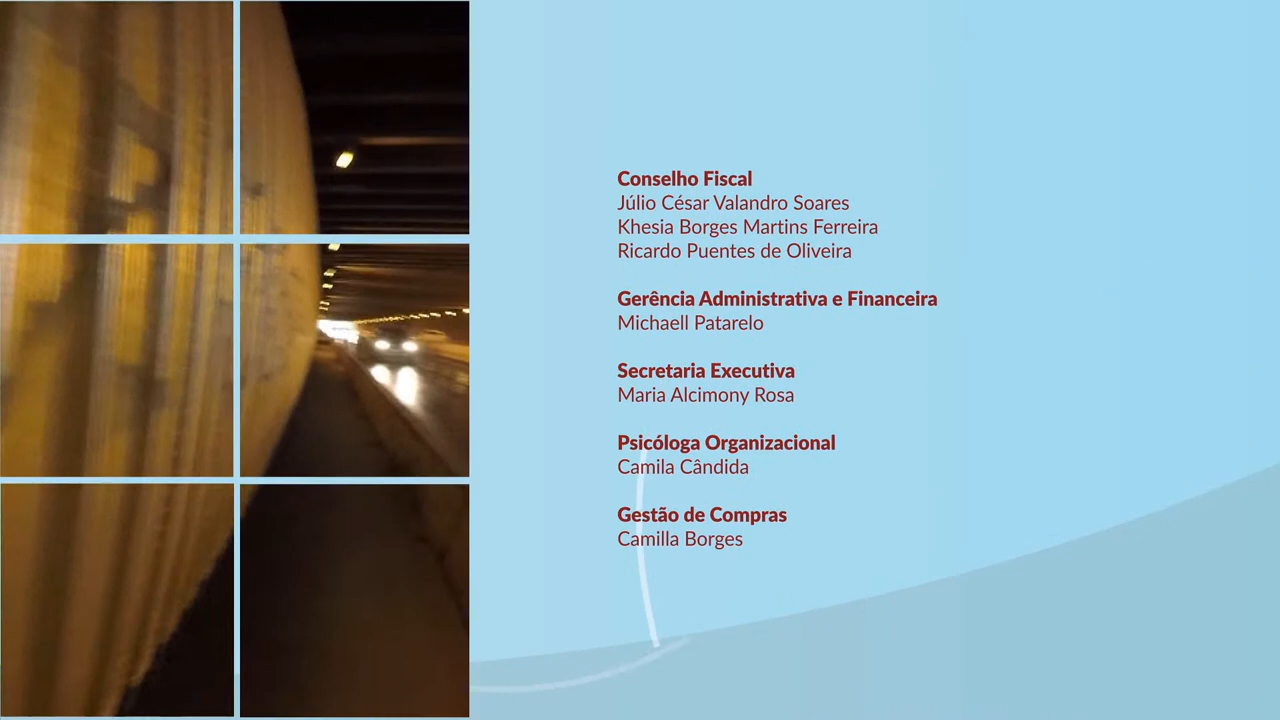 Conselho Fiscal
Júlio César Valandro Soares
Khesia Borges Martins Ferreira
Ricardo Puentes de Oliveira
Gerência Administrativa e Financeira
Michaell Patarelo
Secretaria Executiva
Maria Alcimony Rosa
Psicóloga Organizacional
Camila Cândida
Gestão de Compras
Camilla Borges